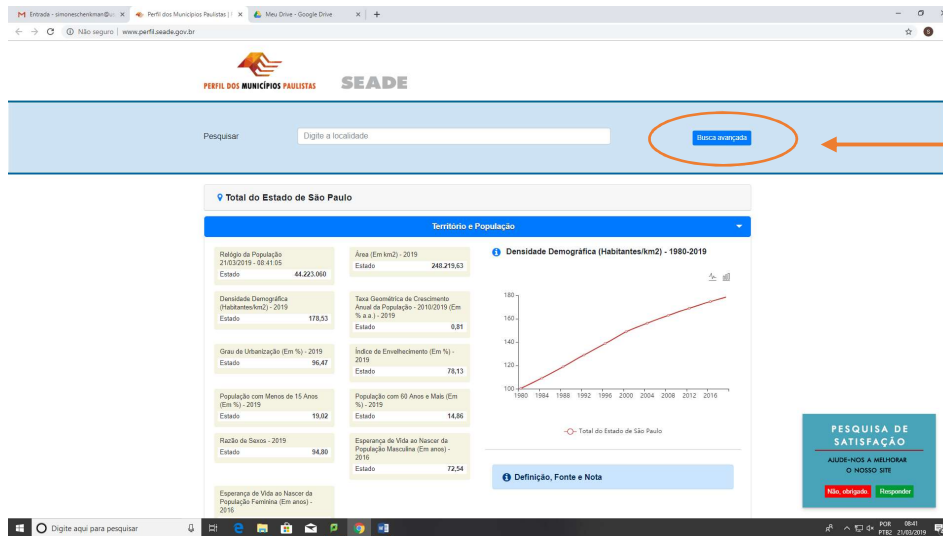 Entrada - simoneschenkman@u
Perfil dos Municípios Paulistas |
Meu Drive - Google Drive
Não seguro | www.perfil.seade.gov.br
S
PERFIL DOS MUNICÍPIOS PAULISTAS
SEADE
Pesquisar
Digite a localidade
Busca avançada
Total do Estado de São Paulo
Território e População
Relógio da População
21/03/2019 - 08:41:05
Estado 44.223.060
Área (Em km2) - 2019
Estado 248.219,63
Densidade Demográfica
(Habitantes/km2) - 2019
Estado 178,53
Taxa Geométrica de Crescimento
Anual da População - 2010/2019 (Em
% a.a.) - 2019
Estado 0,81
Grau de Urbanização (Em %) - 2019
Estado 96,47
Índice de Envelhecimento (Em %) -
2019
Estado 78,13
População com Menos de 15 Anos
(Em %) - 2019
Estado 19,02
População com 60 Anos e Mais (Em
%) - 2019
Estado 14,86
Razão de Sexos - 2019
Estado 94,80
Esperança de Vida ao Nascer da
População Masculina (Em anos) -
2016
Estado 72,54
Esperança de Vida ao Nascer da
População Feminina (Em anos) -
2016
Densidade Demográfica (Habitantes/km2) - 1980-2019
180
160
140
120
100
1980 1984 1988 1992 1996 2000 2004 2008 2012 2016
Total do Estado de São Paulo
Definição, Fonte e Nota
PESQUISA DE
SATISFAÇÃO
AJUDE-NOS A MELHORAR
O NOSSO SITE
Não, obrigado
Responder
Digite aqui para pesquisar
POR 08:41
PTB2 21/03/2019